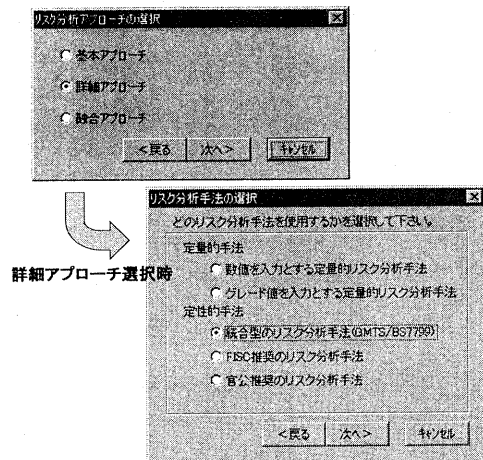 リスク分析アプローチの選択
基本アプローチ
詳細アプローチ
融合アプローチ
<戻る 次へ> キャンセル
詳細アプローチ選択時
リスク分析手法の選択
どのリスク分析手法を使用するかを選択して下さい。
定量的手法
数値を入力とする定量的リスク分析手法
グレード値を入力とする定量的リスク分析手法
定性的手法
統合型のリスク分析手法(GMTS/BS7799)
FISC推奨のリスク分析手法
官公推奨のリスク分析手法
<戻る 次へ> キャンセル